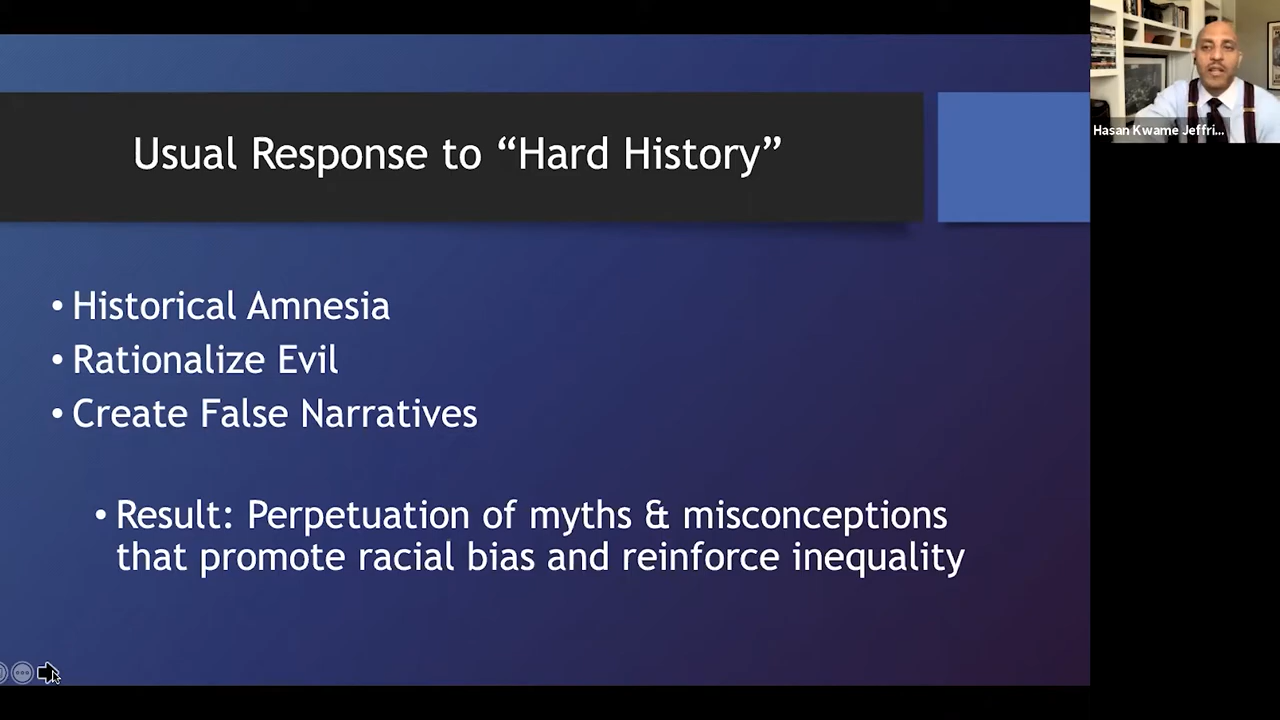 Usual Response to “Hard History”
Hasan Kwame Jeffri...
• Historical Amnesia
• Rationalize Evil
• Create False Narratives
• Result: Perpetuation of myths & misconceptions
that promote racial bias and reinforce inequality